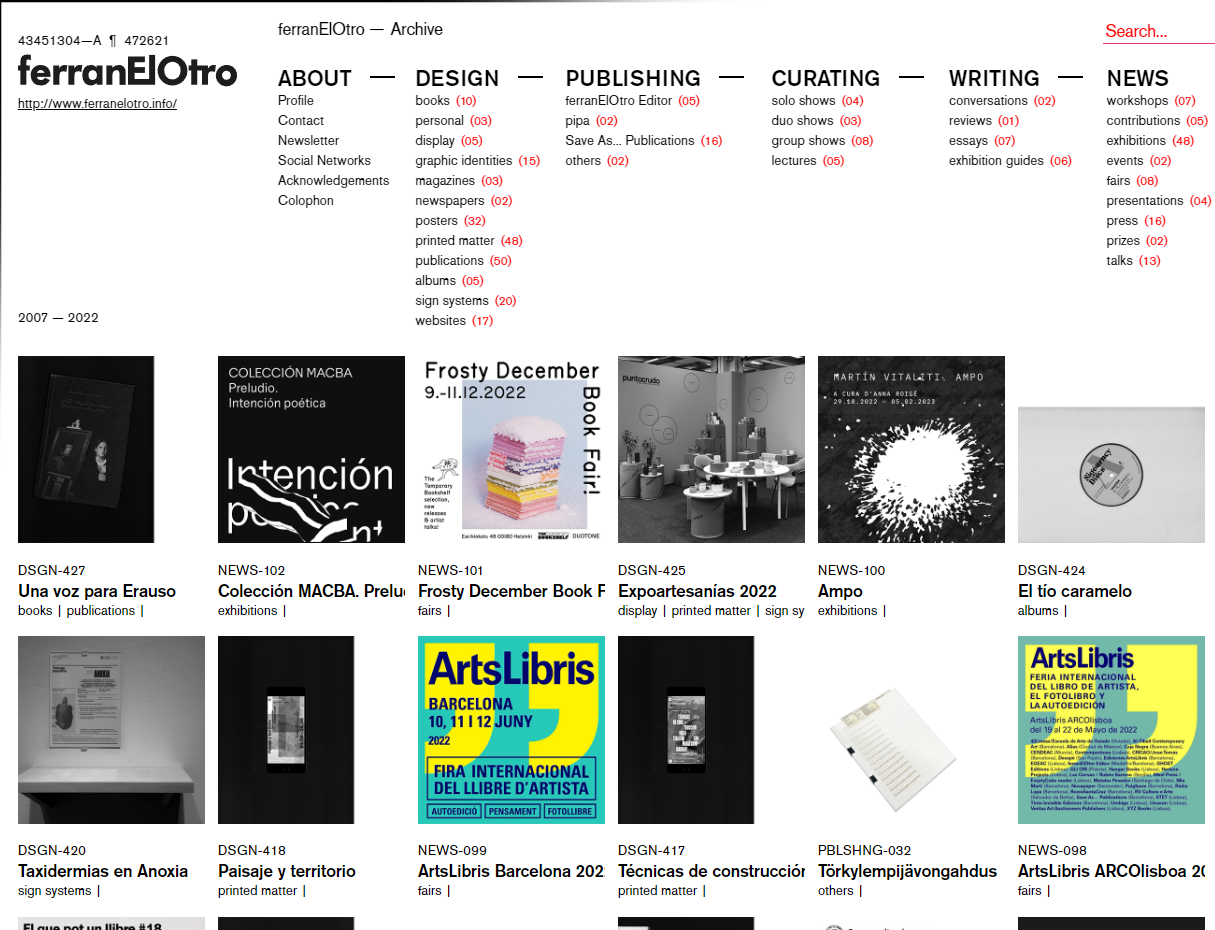 43451304—A ¶ 472621
ferranElOtro
http://www.ferranelotro.info/
2007 — 2022
ferranElOtro — Archive
Search...
ABOUT —
Profile
Contact
Newsletter
Social Networks
Acknowledgements
Colophon
DESIGN —
books (10)
personal (03)
display (05)
graphic identities (15)
magazines (03)
newspapers (02)
posters (32)
printed matter (48)
publications (50)
albums (05)
sign systems (20)
websites (17)
PUBLISHING —
ferranElOtro Editor (05)
pipa (02)
Save As... Publications (16)
others (02)
CURATING —
solo shows (04)
duo shows (03)
group shows (08)
lectures (05)
WRITING —
conversations (02)
reviews (01)
essays (07)
exhibition guides (06)
NEWS
workshops (07)
contributions (05)
exhibitions (48)
events (02)
fairs (08)
presentations (04)
press (16)
prizes (02)
talks (13)
DSGN-427
Una voz para Erauso
books | publications |
COLECCIÓN MACBA
Preludio.
Intención poética
Intención
NEWS-102
Colección MACBA. Prelu
exhibitions |
Frosty December
9.-11.12.2022
Book Fair!
The
Temporary
Bookshelf
selection,
new
releases
& artist
talks!
Eerikinkatu 48 00180 Helsinki
BOOKSHELF
DUOTONE
NEWS-101
Frosty December Book F
fairs |
puntocrudo
DSGN-425
Expoartesanías 2022
display | printed matter | sign sy
MARTÍN VITALITI. AMPO
A CURA D'ANNA ROIGÉ
29.10.2022 – 05.02.2023
NEWS-100
Ampo
exhibitions |
DSGN-424
El tío caramelo
albums |
DSGN-420
Taxidermias en Anoxia
sign systems |
DSGN-418
Paisaje y territorio
printed matter |
ArtsLibris
BARCELONA
10, 11 I 12 JUNY
2022
FIRA INTERNACIONAL
DEL LLIBRE D'ARTISTA
AUTOEDICIÓ
PENSAMENT
FOTOLLIBRE
NEWS-099
ArtsLibris Barcelona 202
fairs |
DSGN-417
Técnicas de construcción
printed matter |
PBLSHNG-032
Törkylempijävongahdus
others |
ArtsLibris
FERIA INTERNACIONAL
DEL LIBRO DE ARTISTA,
EL FOTOLIBRO Y
LA AUTOEDICIÓN
ArtsLibris ARCOlisboa
del 19 al 22 de Mayo de 2022
NEWS-098
ArtsLibris ARCOlisboa 20
fairs |
El que pot un llibre #18